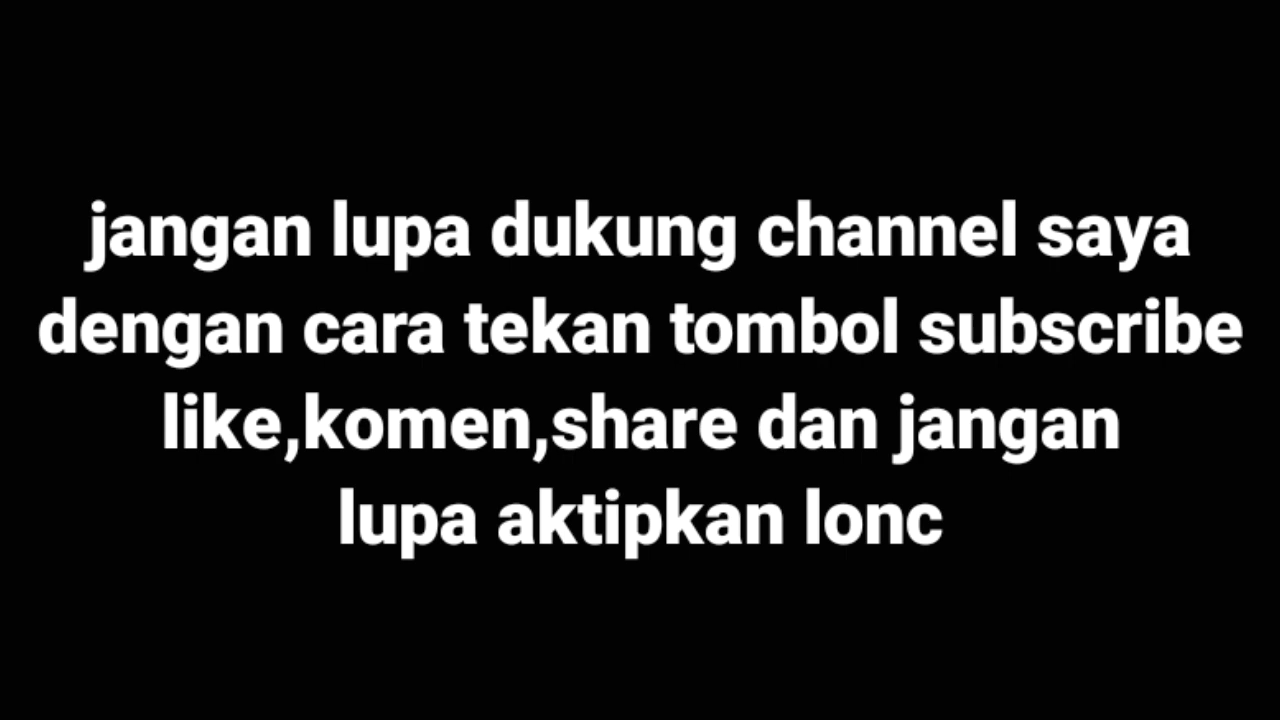 jangan lupa dukung channel saya
dengan cara tekan tombol subscribe
like,komen,share dan jangan
lupa aktipkan lonc